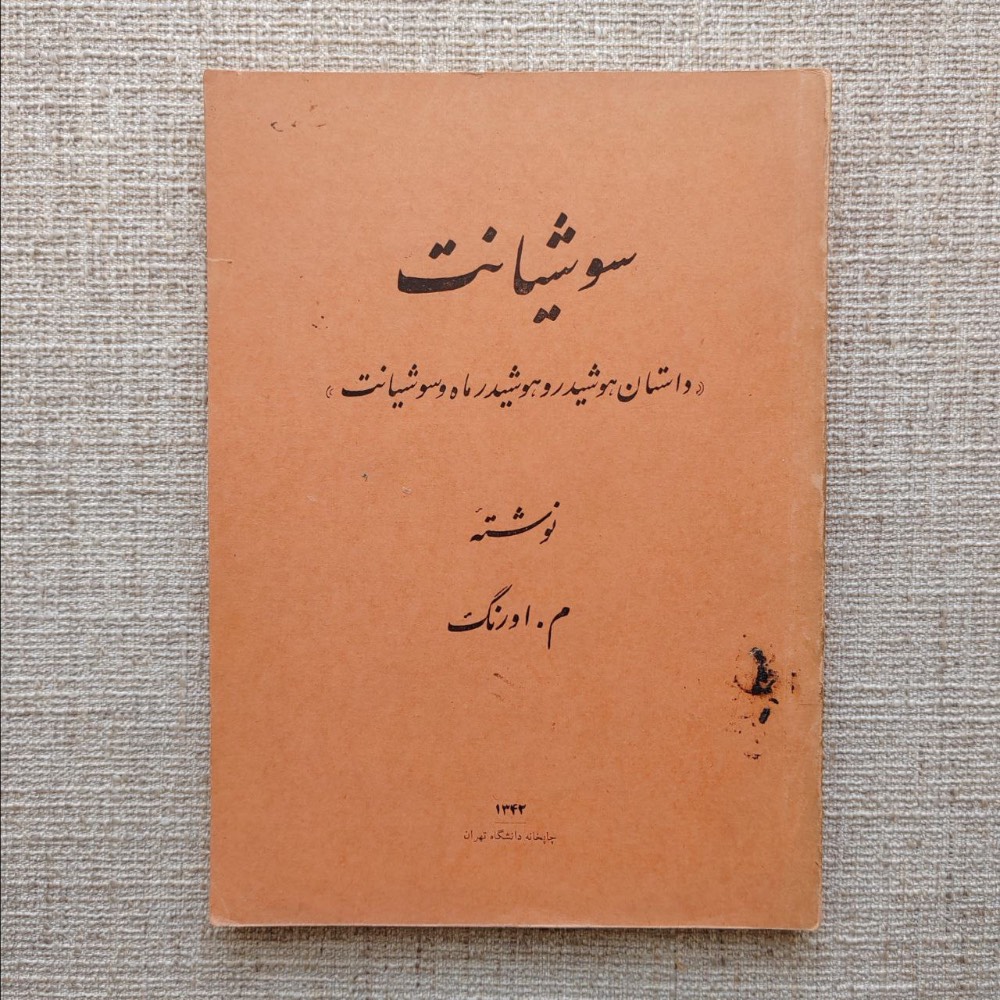 سوشیانت
«داستان هوشیدر و هوشیدر ماه و سوشیانت»
نوشتهٔ
م. اورنگ
۱۳۴۲
چاپخانه دانشگاه تهران